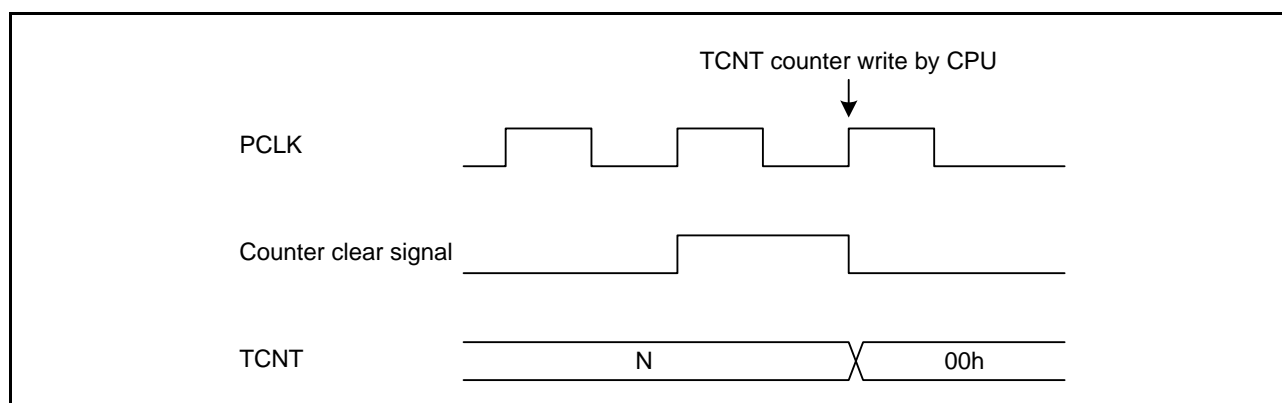 TCNT counter write by CPU
PCLK
Counter clear signal
TCNT
N
00h